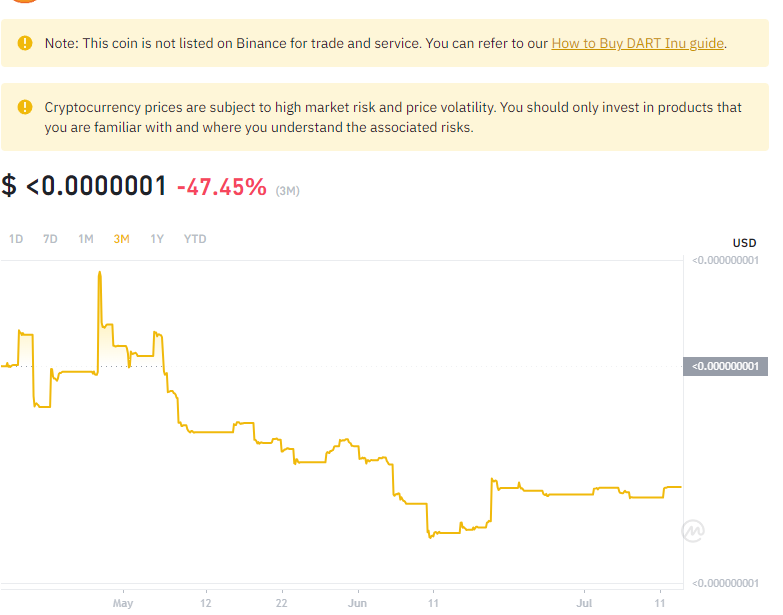 Note: This coin is not listed on Binance for trade and service. You can refer to our How to Buy DART Inu guide.
Cryptocurrency prices are subject to high market risk and price volatility. You should only invest in products that
you are familiar with and where you understand the associated risks.
$ <0.0000001 -47.45% (3M)
1D 7D 1M 3M 1Y YTD
USD
<0.000000001
<0.000000001
<0.000000001
May 12 22 Jun 11 Jul 11